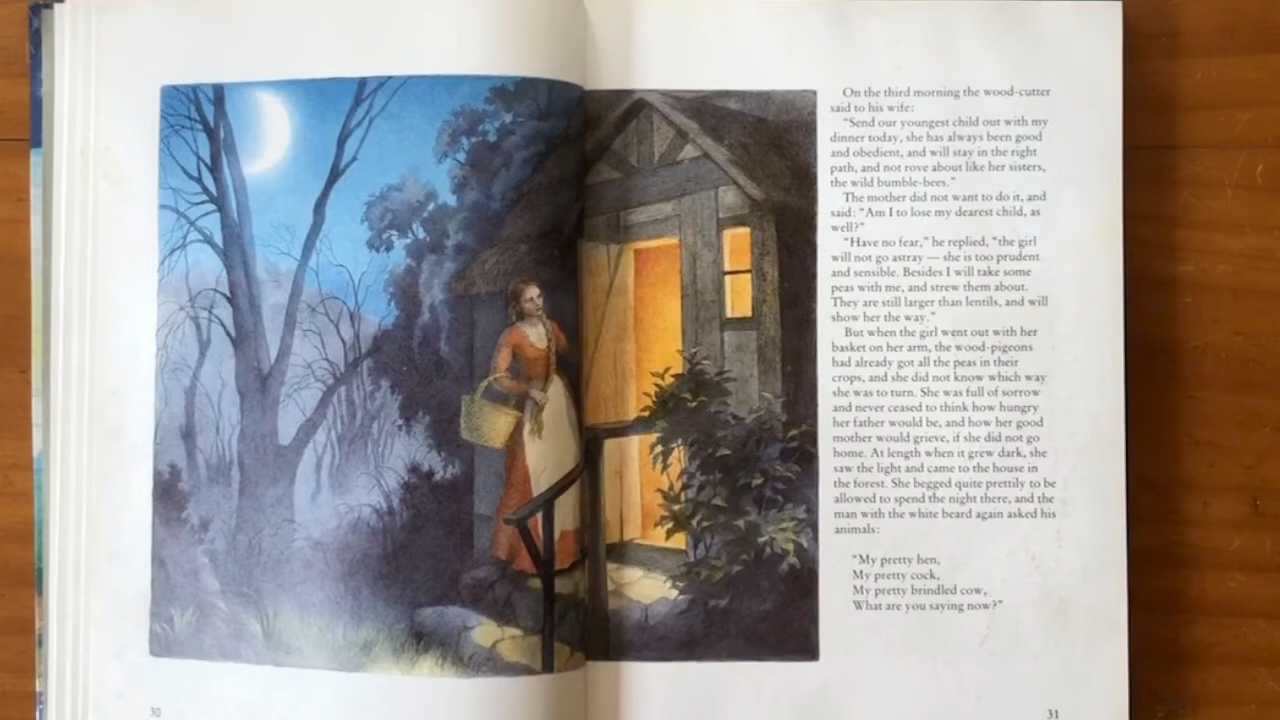 On the third morning the wood-cutter
said to his wife:
“Send our youngest child out with my
dinner today, she has always been good
and obedient, and will stay in the right
path, and not rove about like her sisters,
the wild bumble-bees.”
The mother did not want to do it, and
said: “Am I to lose my dearest child, as
well?”
“Have no fear,” he replied, “the girl
will not go astray — she is too prudent
and sensible. Besides I will take some
peas with me, and strew them about.
They are still larger than lentils, and will
show her the way.”
But when the girl went out with her
basket on her arm, the wood-pigeons
had already got all the peas in their
crops, and she did not know which way
she was to turn. She was full of sorrow
and never ceased to think how hungry
her father would be, and how her good
mother would grieve, if she did not go
home. At length when it grew dark, she
saw the light and came to the house in
the forest. She begged quite prettily to be
allowed to spend the night there, and the
man with the white beard again asked his
animals:
“My pretty hen,
My pretty cock,
My pretty brindled cow,
What are you saying now?”
30
31